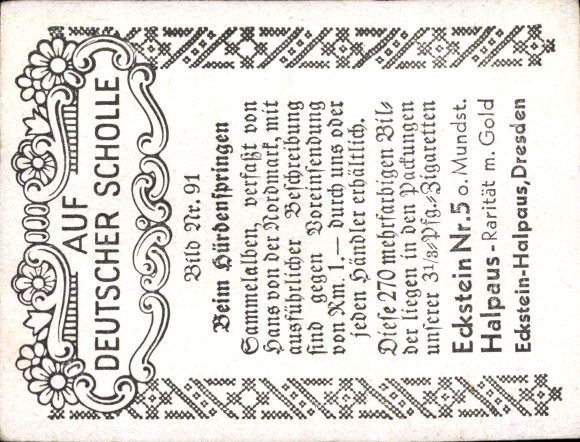 AUF
DEUTSCHER SCHOLLE
Bild Nr. 91
Beim Hürdenspringen
Sammelalben, verfaßt von
Hans von der Nordmark, mit
ausführlicher Beschreibung
sind gegen Voreinsendung
von Rm. 1.— durch uns oder
jeden Händler erhältlich.
Diese 270 mehrfarbigen Bil-
der liegen in den Packungen
unserer 3 1/3-Pfg.-Zigaretten
Eckstein Nr. 5 o. Mundst.
Halpaus - Rarität m. Gold
Eckstein-Halpaus, Dresden